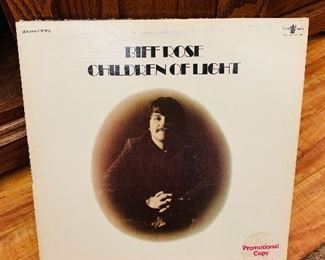 BIFF ROSE
CHILDREN OF LIGHT
Promotional
Copy